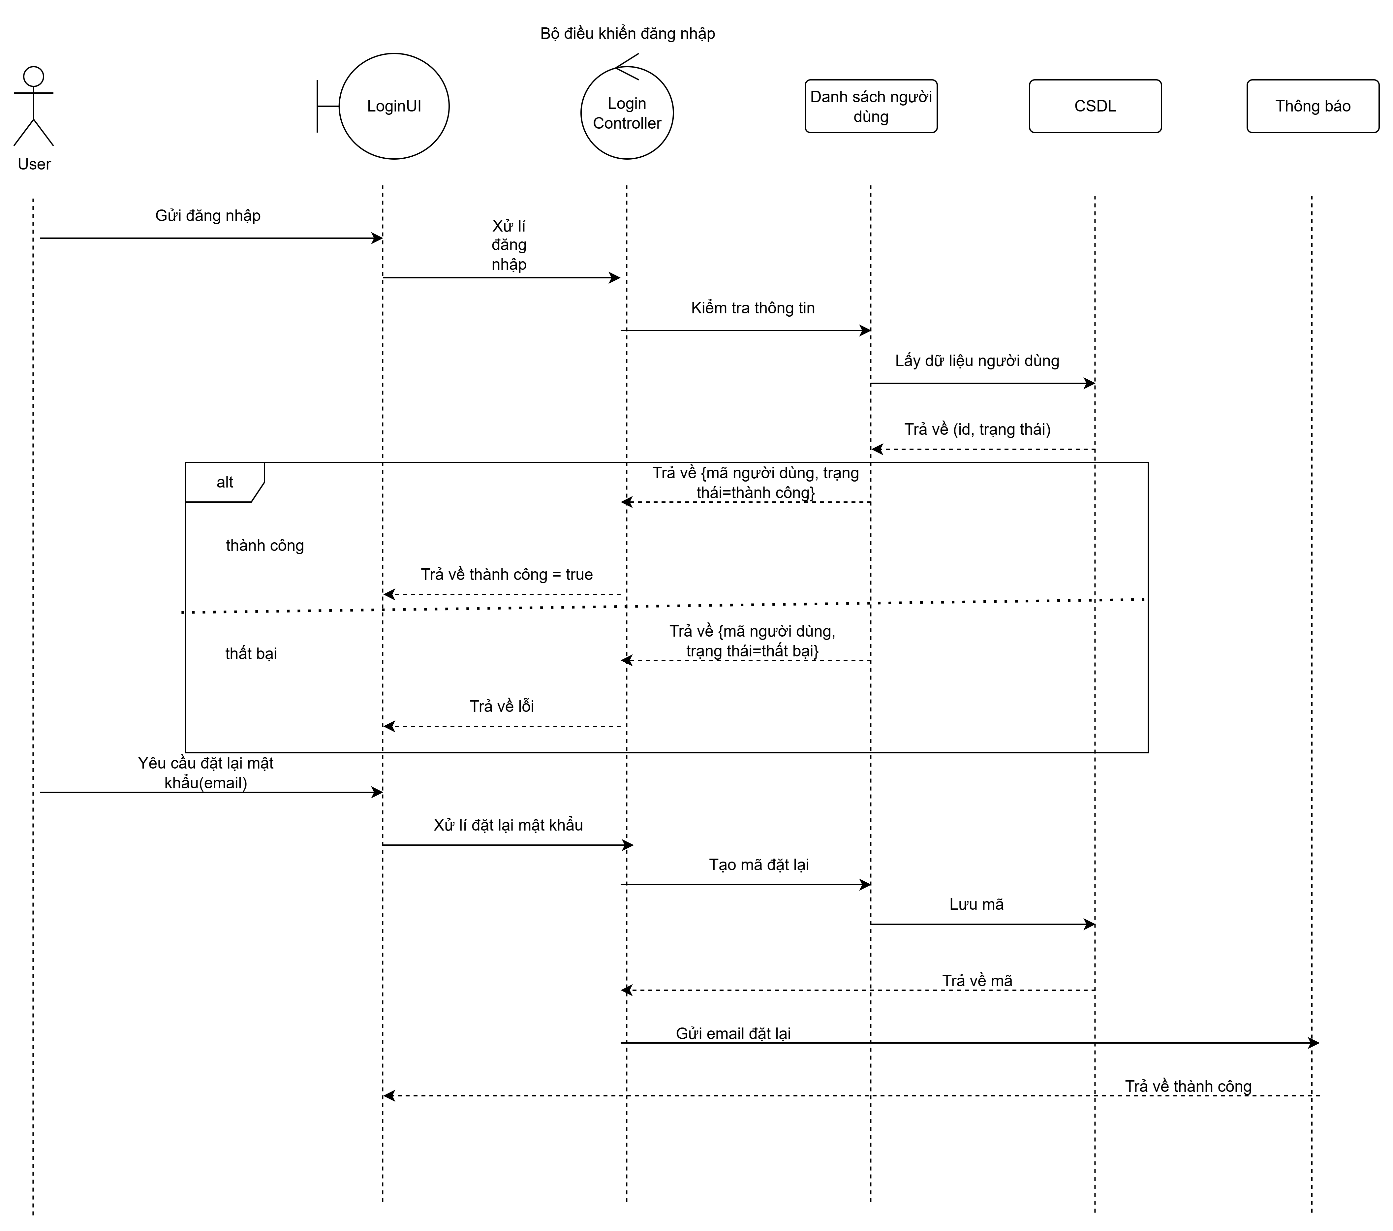 Bộ điều khiển đăng nhập
User
LoginUI
Login
Controller
Danh sách người
dùng
CSDL
Thông báo
Gửi đăng nhập
Xử lí
đăng
nhập
Kiểm tra thông tin
Lấy dữ liệu người dùng
Trả về (id, trạng thái)
alt
Trả về {mã người dùng, trạng
thái=thành công}
thành công
Trả về thành công = true
Trả về {mã người dùng,
trạng thái=thất bại}
thất bại
Trả về lỗi
Yêu cầu đặt lại mật
khẩu(email)
Xử lí đặt lại mật khẩu
Tạo mã đặt lại
Lưu mã
Trả về mã
Gửi email đặt lại
Trả về thành công